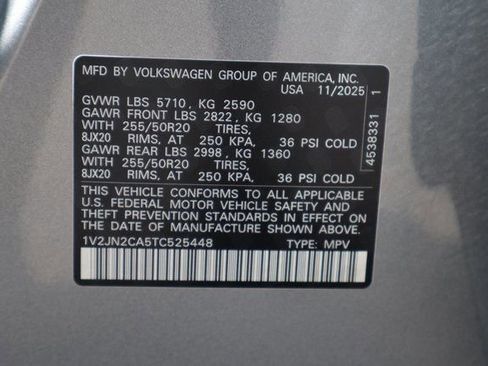 MFD BY VOLKSWAGEN GROUP OF AMERICA, INC.
USA 11/2025
GVWR LBS 5710, KG 2590
GAWR FRONT LBS 2822, KG 1280
WITH 255/50R20 TIRES,
8JX20 RIMS, AT 250 KPA, 36 PSI COLD
GAWR REAR LBS 2998, KG 1360
WITH 255/50R20 TIRES,
8JX20 RIMS, AT 250 KPA, 36 PSI COLD
THIS VEHICLE CONFORMS TO ALL APPLICABLE
U.S. FEDERAL MOTOR VEHICLE SAFETY AND
THEFT PREVENTION STANDARDS IN EFFECT ON
THE DATE OF MANUFACTURE SHOWN ABOVE.
1V2JN2CA5TC525448 TYPE: MPV
4538331 1